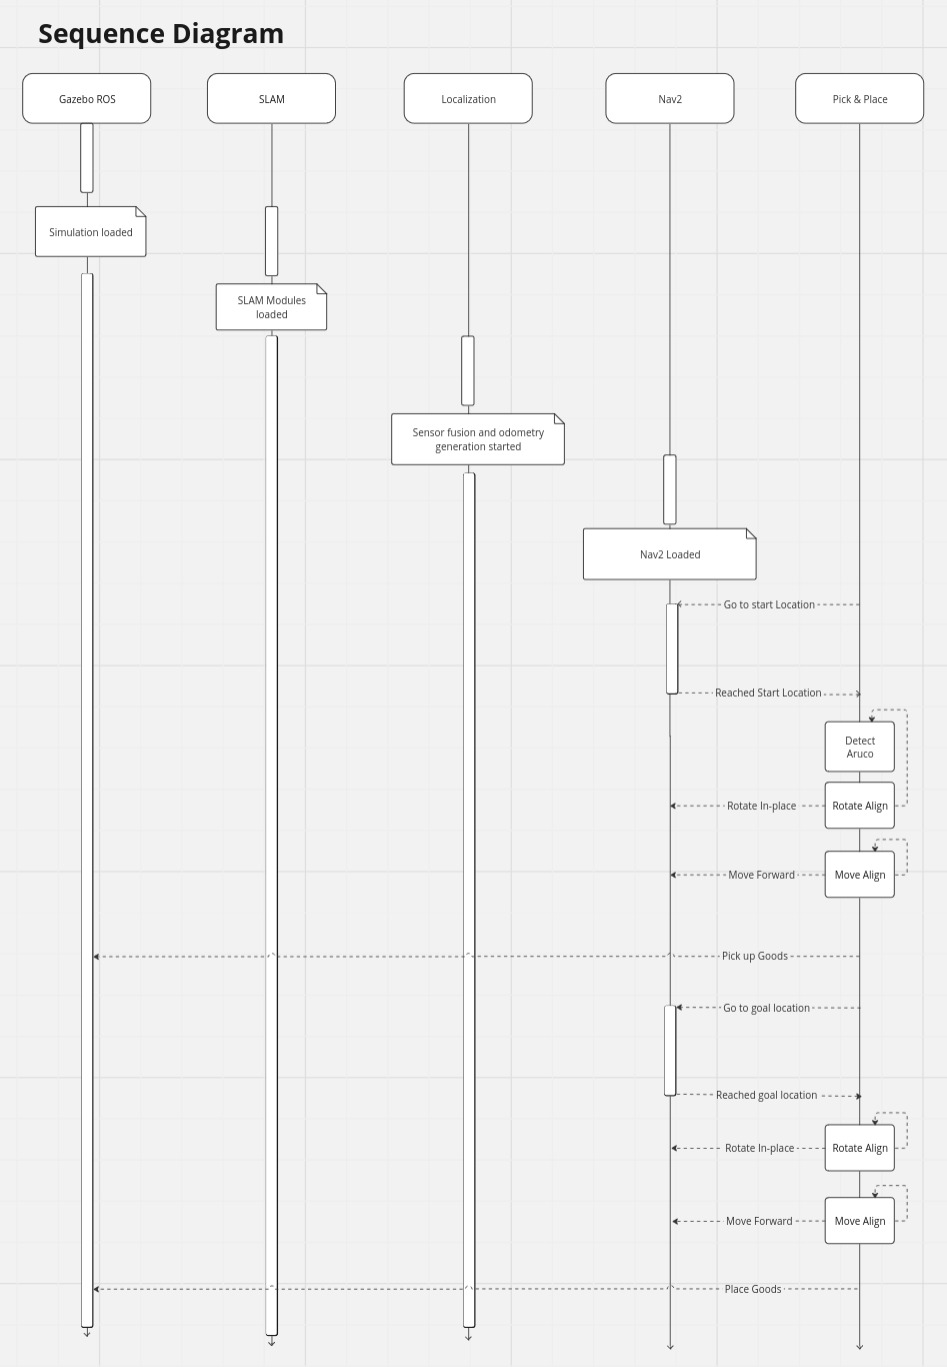 Sequence Diagram
Gazebo ROS
SLAM
Localization
Nav2
Pick & Place
Simulation loaded
SLAM Modules
loaded
Sensor fusion and odometry
generation started
Nav2 Loaded
Go to start Location
Reached Start Location
Detect
Aruco
Rotate In-place
Rotate Align
Move Forward
Move Align
Pick up Goods
Go to goal location
Reached goal location
Rotate In-place
Rotate Align
Move Forward
Move Align
Place Goods